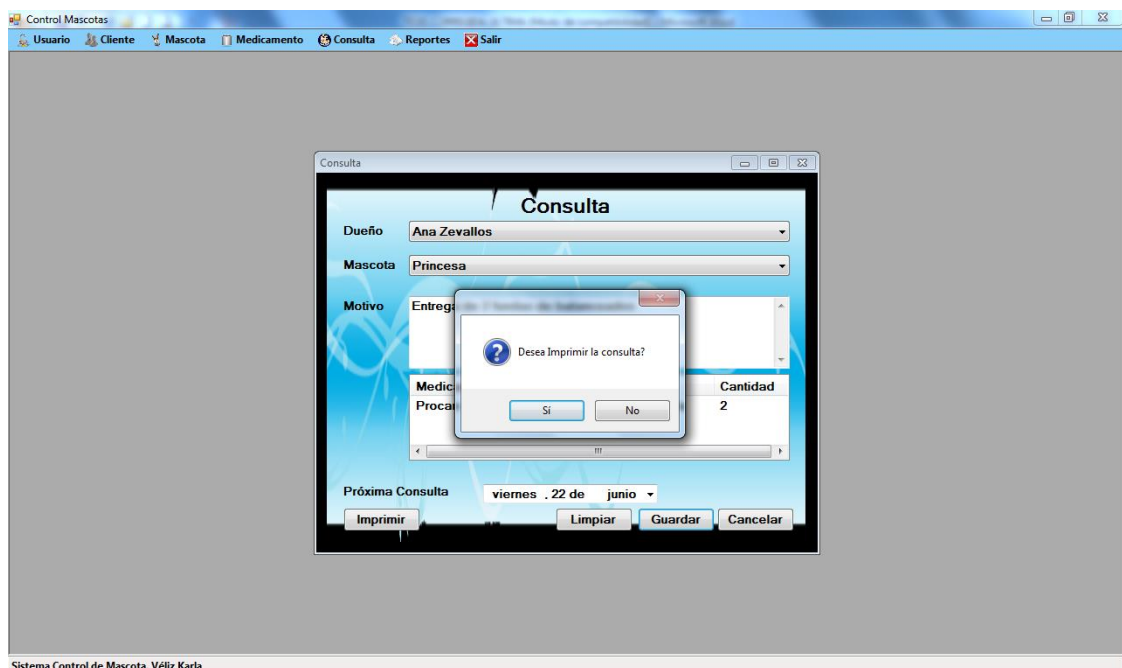 Control Mascotas
Usuario Cliente Mascota Medicamento Consulta Reportes Salir
Consulta
Consulta
Dueño Ana Zevallos
Mascota Princesa
Motivo
Desea Imprimir la consulta?
Cantidad
Sí No
2
Próxima Consulta viernes , 22 de junio
Imprimir Limpiar Guardar Cancelar
Sistema Control de Mascota, Véliz Karla